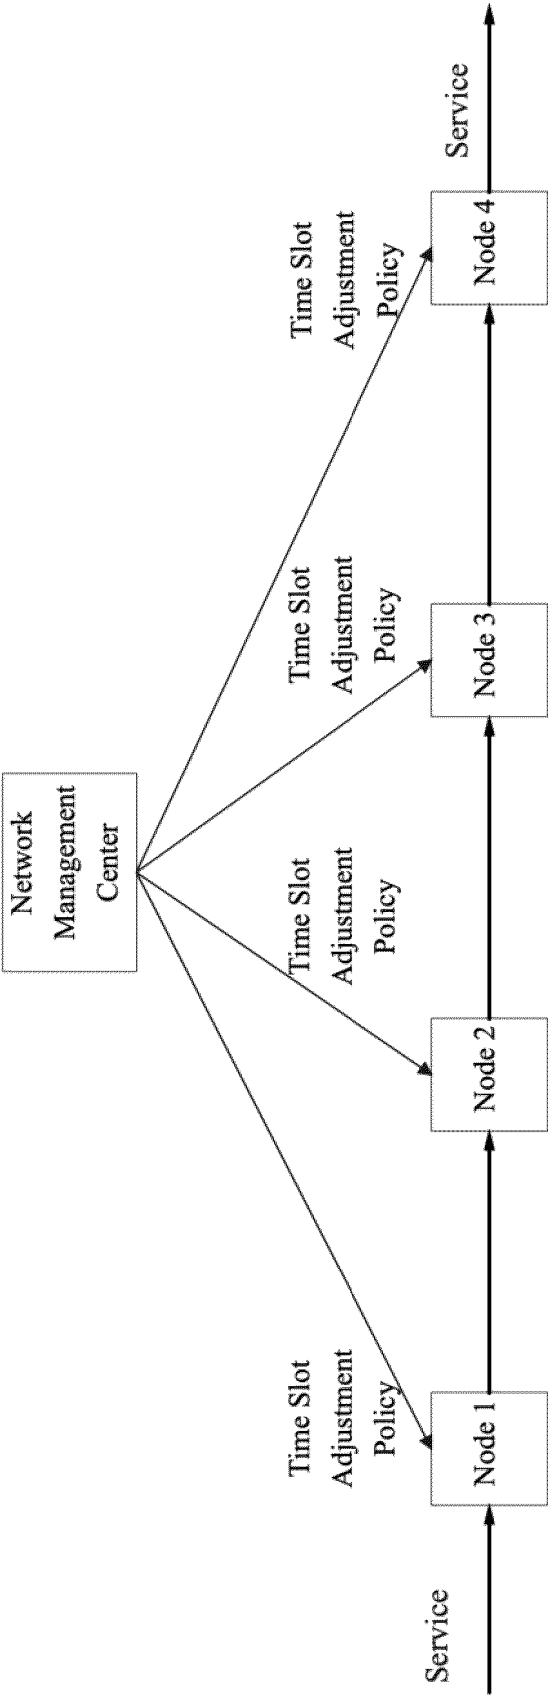 Network
Management
Center
Time Slot
Adjustment
Policy
Time Slot
Adjustment
Policy
Time Slot
Adjustment
Policy
Time Slot
Adjustment
Policy
Service
Node 1
Node 2
Node 3
Node 4
Service